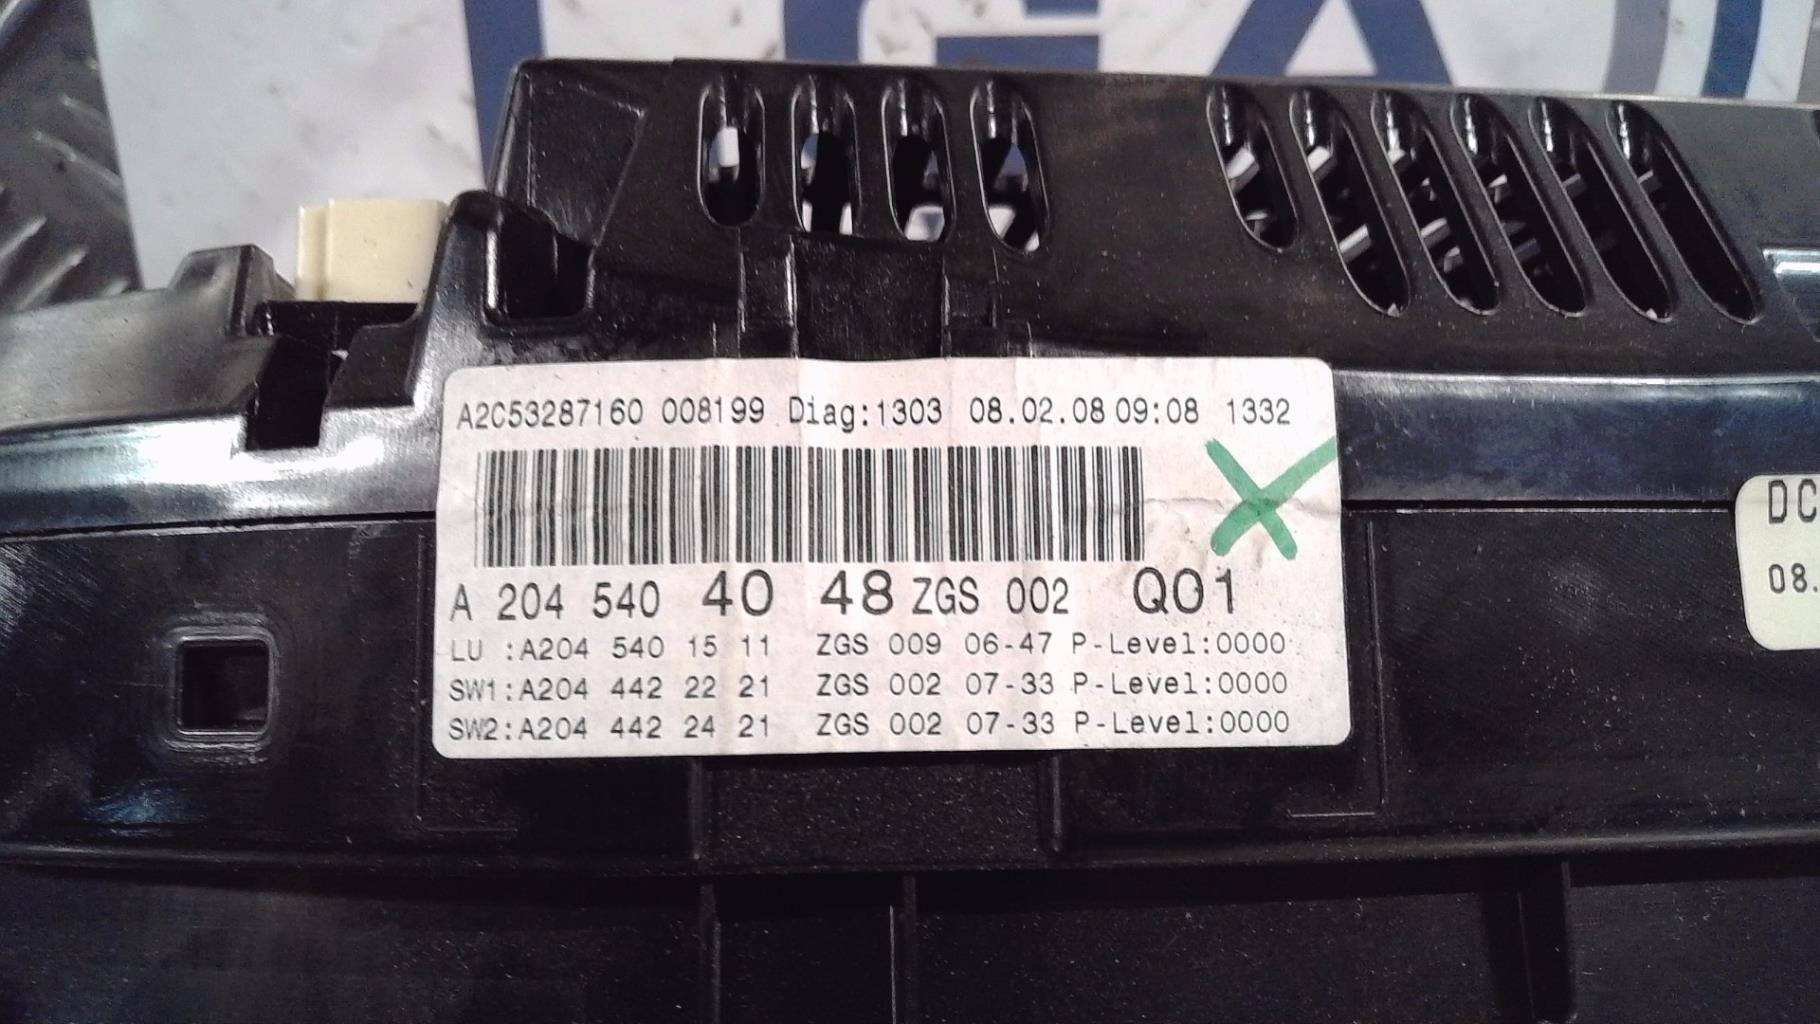 A2C53287160 008199 Diag:1303 08.02.08 09:08 1332
A 204 540 40 48 ZGS 002 Q01
LU :A204 540 15 11 ZGS 009 06-47 P-Level:0000
SW1:A204 442 22 21 ZGS 002 07-33 P-Level:0000
SW2:A204 442 24 21 ZGS 002 07-33 P-Level:0000
DC
08.